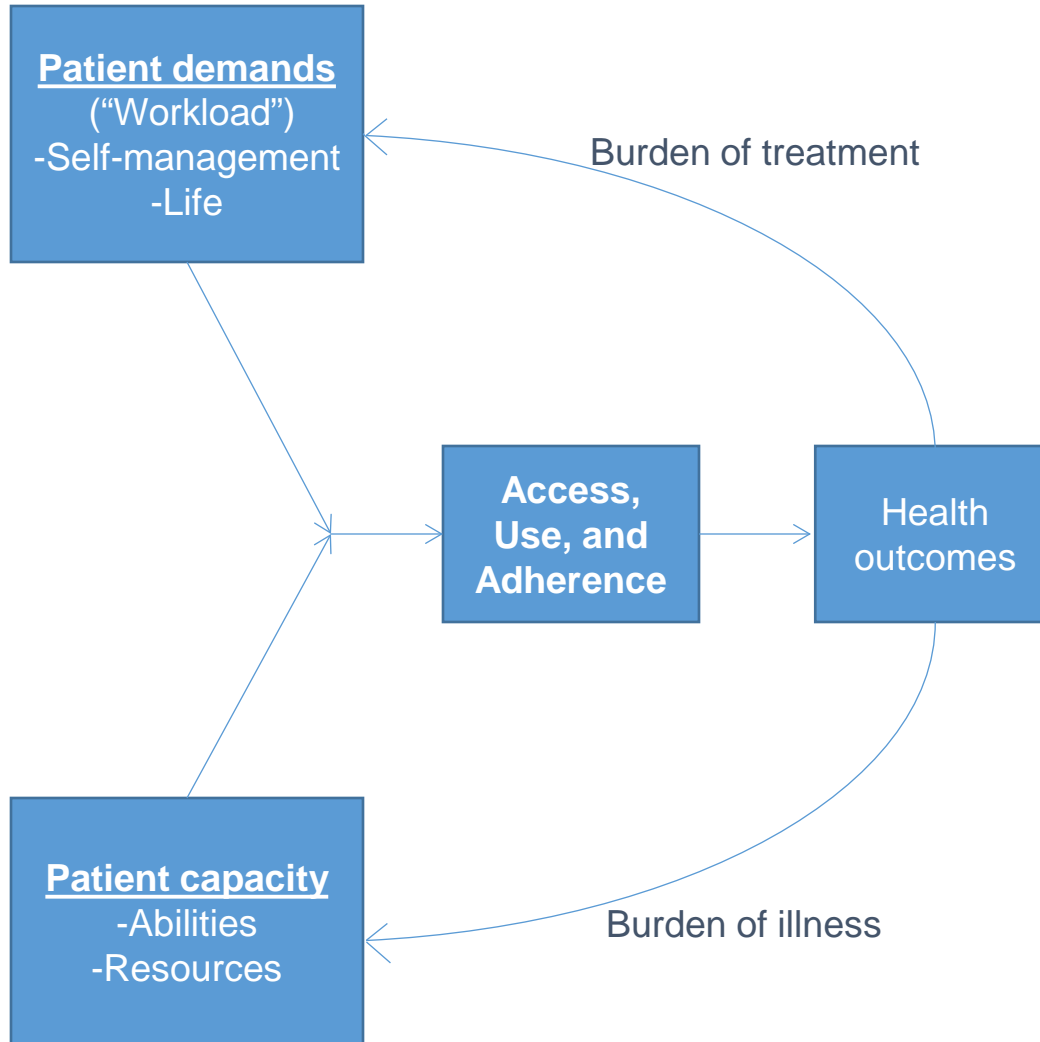 Patient demands
(“Workload”)
-Self-management
-Life
Burden of treatment
Access,
Use, and
Adherence
Health
outcomes
Patient capacity
-Abilities
-Resources
Burden of illness